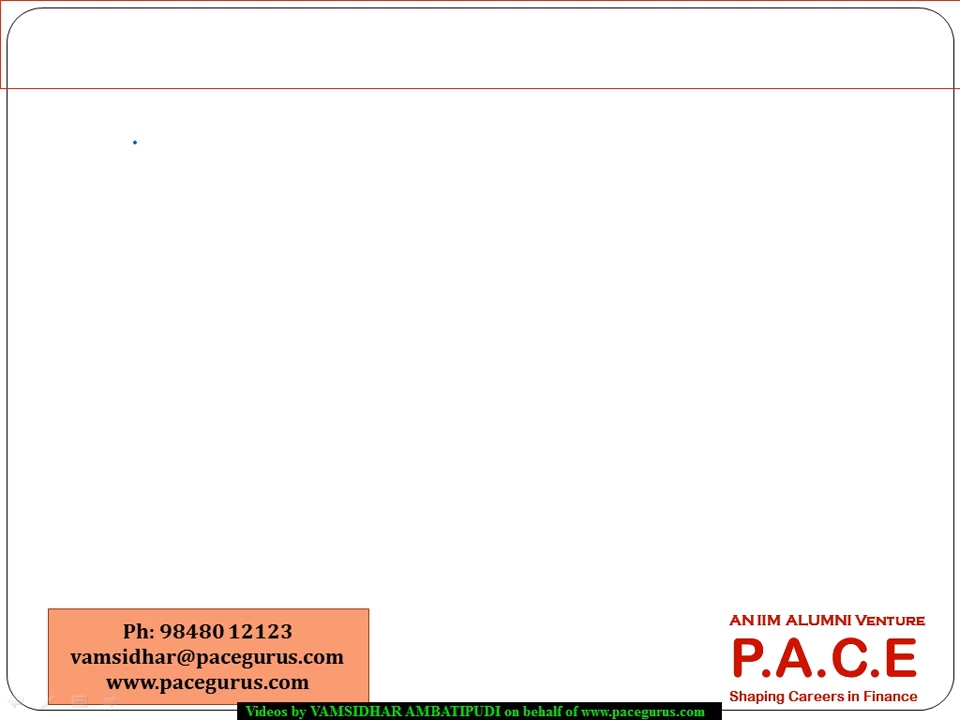 Ph: 98480 12123
vamsidhar@pacegurus.com
www.pacegurus.com
AN IIM ALUMNI VENTURE
P.A.C.E
Shaping Careers in Finance
Videos by VAMSIDHAR AMBATIPUDI on behalf of www.pacegurus.com